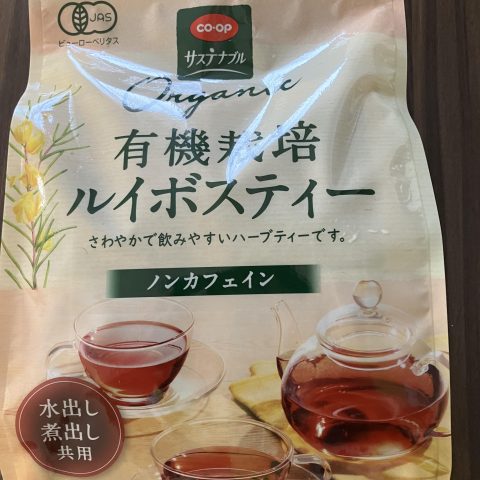 JAS
ビューローベリタス
CO·OP
サステナブル
Organic
有機栽培
ルイボスティー
さわやかで飲みやすいハーブティーです。
ノンカフェイン
水出し
煮出し
共用